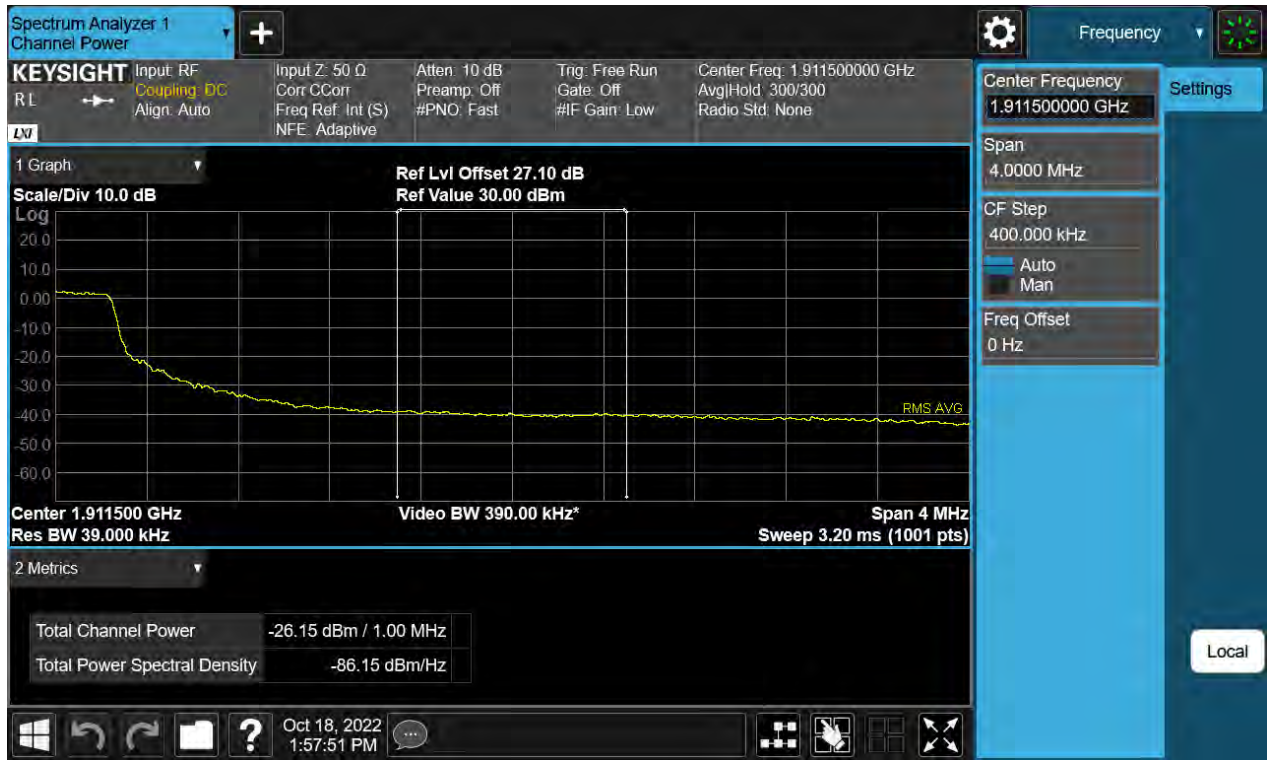 Spectrum Analyzer 1
Channel Power
+
Frequency
KEYSIGHT
RL
LXI
Input: RF
Coupling: DC
Align: Auto
Input Z: 50 Ω
Corr CCorr
Freq Ref: Int (S)
NFE: Adaptive
Atten: 10 dB
Preamp: Off
#PNO: Fast
Trig: Free Run
Gate: Off
#IF Gain: Low
Center Freq: 1.911500000 GHz
Avg|Hold: 300/300
Radio Std: None
Center Frequency
1.911500000 GHz
Settings
Span
4.0000 MHz
CF Step
400.000 kHz
Auto
Man
Freq Offset
0 Hz
1 Graph
Scale/Div 10.0 dB
Ref Lvl Offset 27.10 dB
Ref Value 30.00 dBm
Log
20.0
10.0
0.00
-10.0
-20.0
-30.0
-40.0
-50.0
-60.0
RMS AVG
Center 1.911500 GHz
Video BW 390.00 kHz*
Span 4 MHz
Res BW 39.000 kHz
Sweep 3.20 ms (1001 pts)
2 Metrics
Total Channel Power -26.15 dBm / 1.00 MHz
Total Power Spectral Density -86.15 dBm/Hz
Local
?
Oct 18, 2022
1:57:51 PM